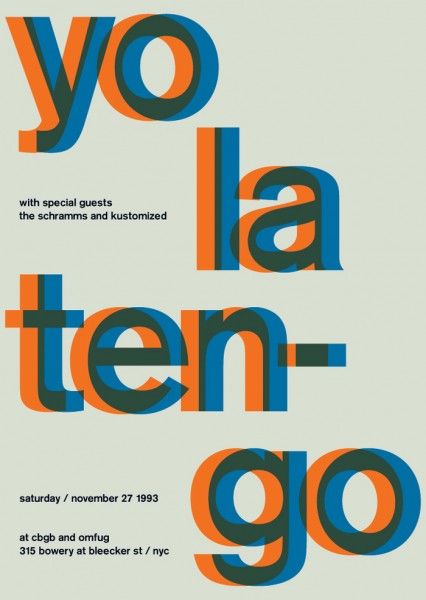 yo
la
with special guests
the schramms and kustomized
ten-
go
saturday / november 27 1993
at cbgb and omfug
315 bowery at bleecker st / nyc